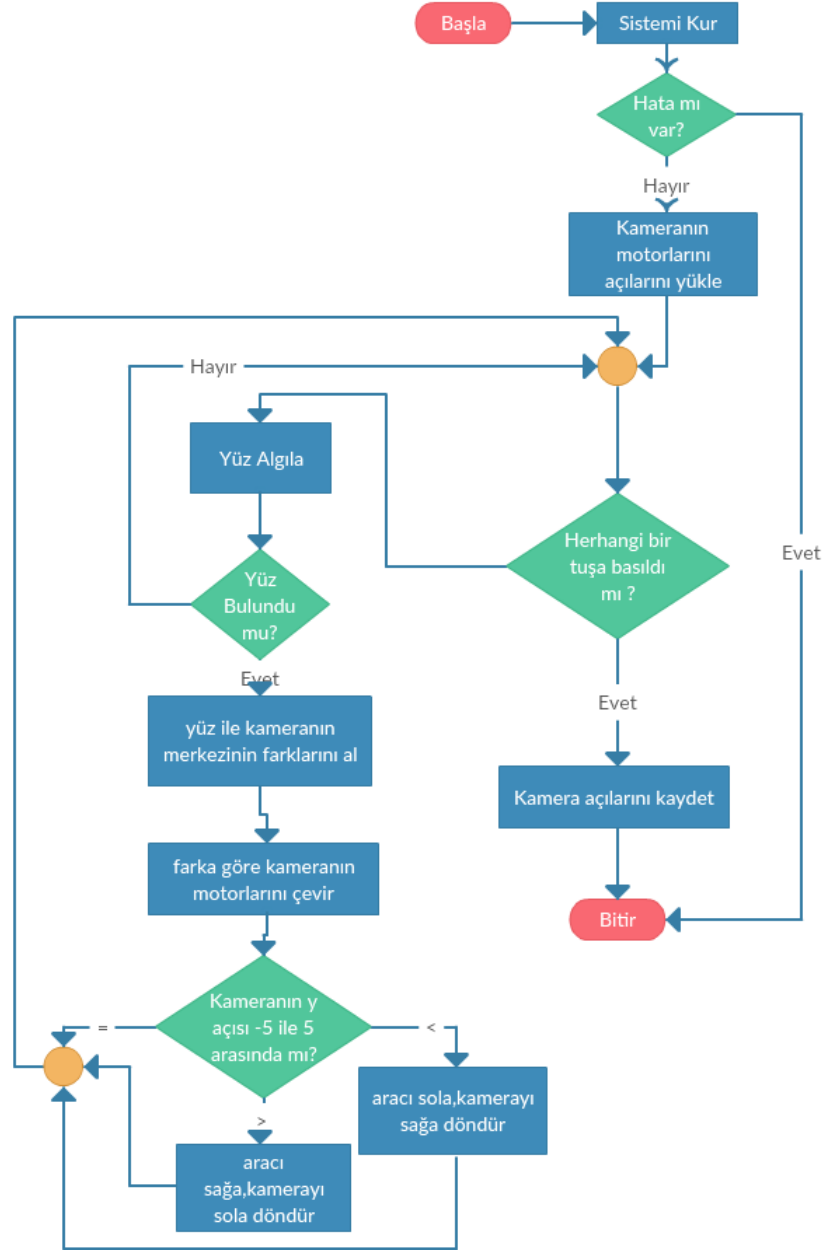 Başla
Sistemi Kur
Hata mı
var?
Hayır
Kameranın
motorlarını
açılarını yükle
Hayır
Yüz Algıla
Herhangi bir
tuşa basıldı
mı ?
Evet
Yüz
Bulundu
mu?
Evet
Evet
yüz ile kameranın
merkezinin farklarını al
Kamera açılarını kaydet
farka göre kameranın
motorlarını çevir
Bitir
Kameranın y
açısı -5 ile 5
arasında mı?
=
<
aracı sola,kamerayı
sağa döndür
>
aracı
sağa,kamerayı
sola döndür